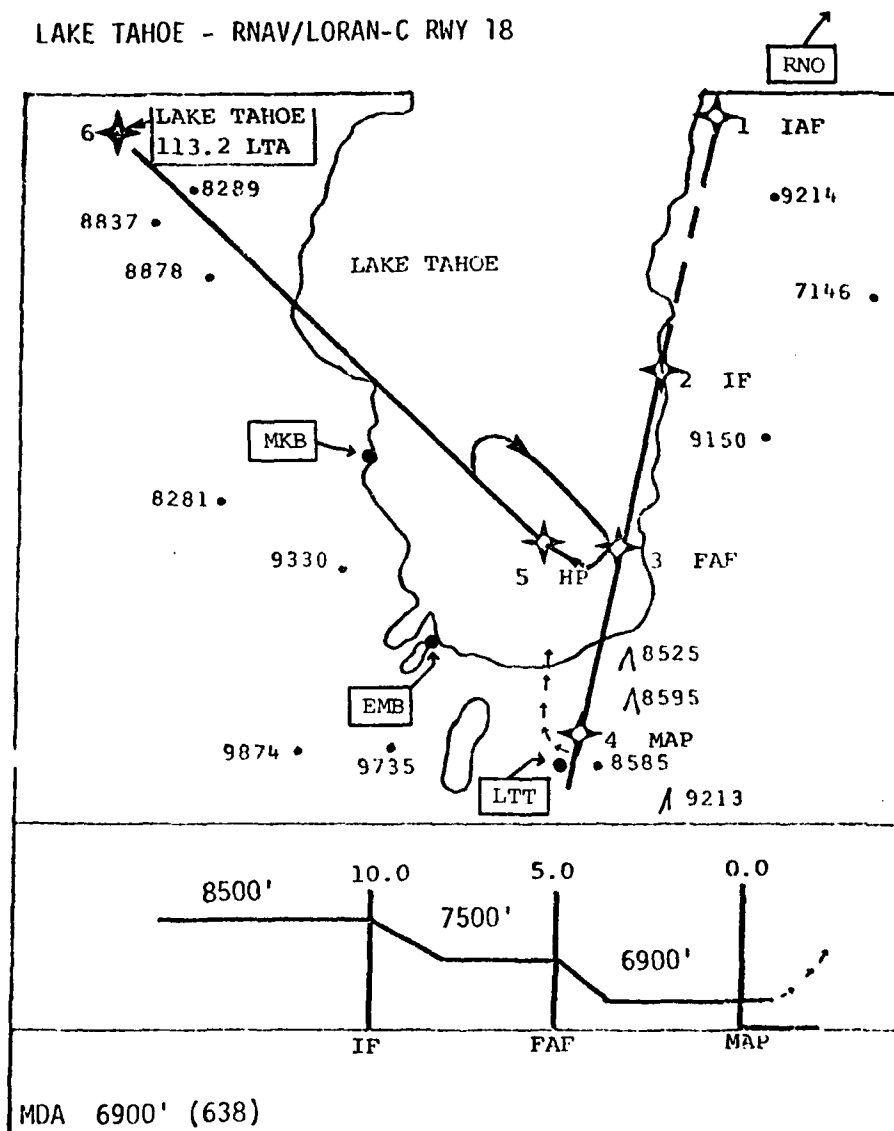 LAKE TAHOE - RNAV/LORAN-C RWY 18
RNO
6
LAKE TAHOE
113.2 LTA
1 IAF
8289
9214
8837
LAKE TAHOE
8878
7146
2 IF
MKB
9150
8281
9330
5 HP
3 FAF
8525
EMB
8595
9874
9735
4 MAP
8585
LTT
9213
10.0
5.0
0.0
8500'
7500'
6900'
IF
FAF
MAP
MDA 6900' (638)